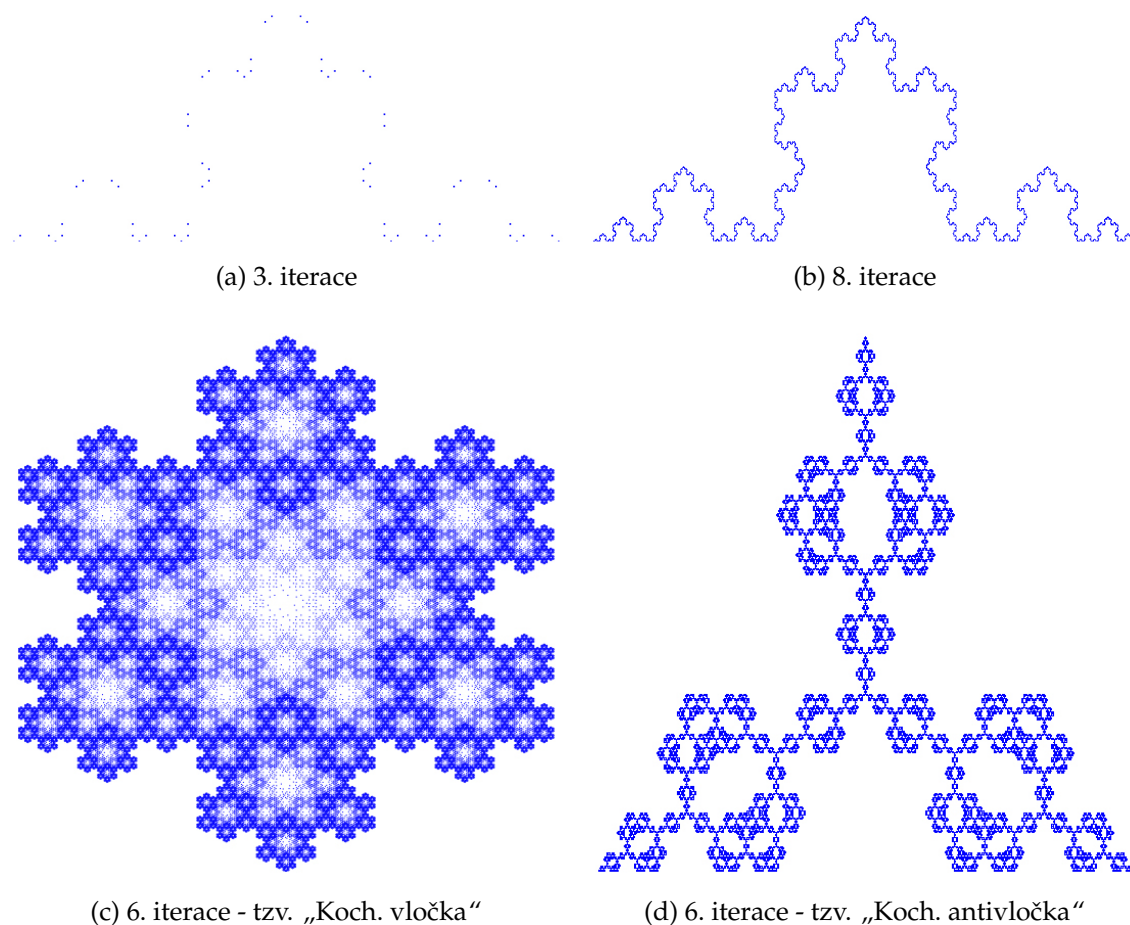 (a) 3. iterace
(b) 8. iterace
(c) 6. iterace - tzv. „Koch. vločka“
(d) 6. iterace - tzv. „Koch. antivločka“